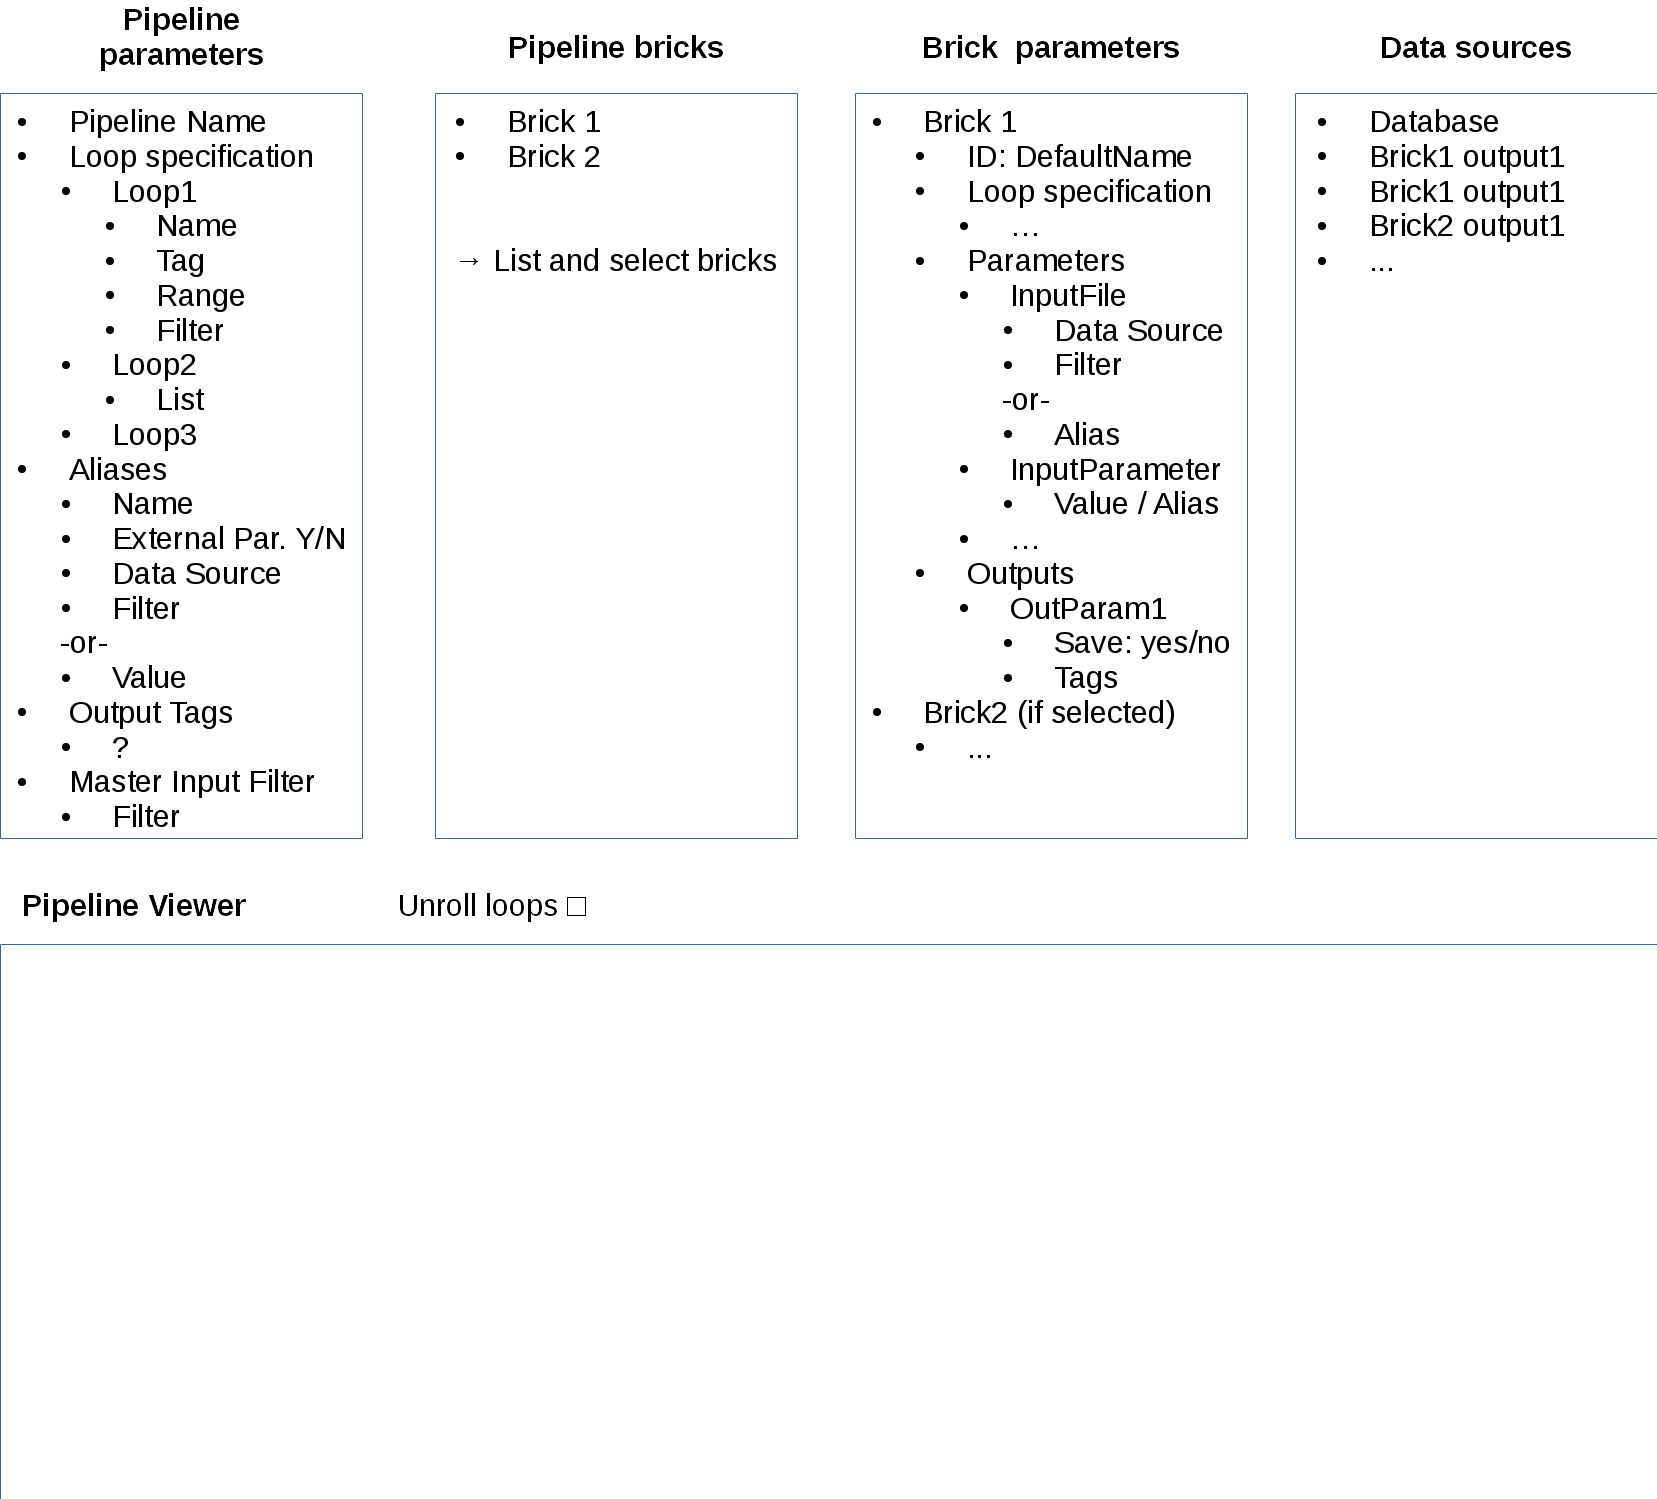 Pipeline
parameters
• Pipeline Name
• Loop specification
• Loop1
• Name
• Tag
• Range
• Filter
• Loop2
• List
• Loop3
• Aliases
• Name
• External Par. Y/N
• Data Source
• Filter
-or-
• Value
• Output Tags
• ?
• Master Input Filter
• Filter
Pipeline bricks
• Brick 1
• Brick 2
→ List and select bricks
Brick  parameters
• Brick 1
• ID: DefaultName
• Loop specification
• …
• Parameters
• InputFile
• Data Source
• Filter
-or-
• Alias
• InputParameter
• Value / Alias
• …
• Outputs
• OutParam1
• Save: yes/no
• Tags
• Brick2 (if selected)
• ...
Data sources
• Database
• Brick1 output1
• Brick1 output1
• Brick2 output1
• ...
Pipeline Viewer
Unroll loops □